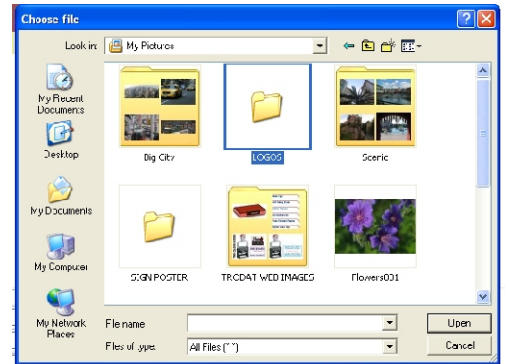 Choose file
Look in: My Pictures
My Recent
Documents
Desktop
My Documents
My Computer
My Network
Places
Big City
LOGOS
Scenic
SIGN POSTER
TRODAT WEB IMAGES
Flowers001
File name
Files of type:
All Files (*.*)
Open
Cancel